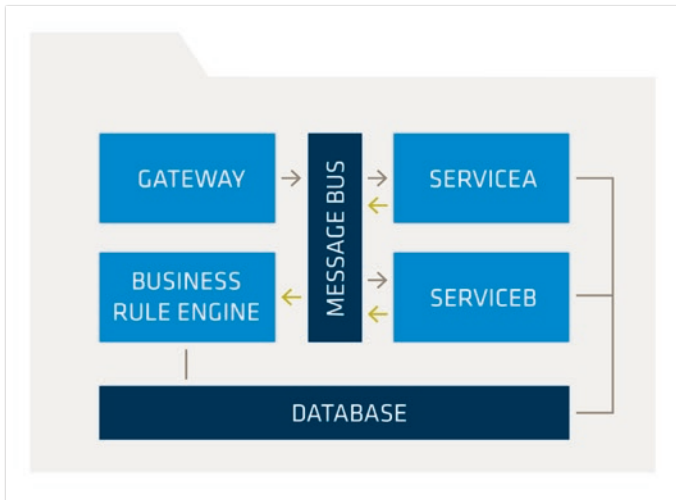 GATEWAY
MESSAGE BUS
SERVICEA
BUSINESS
RULE ENGINE
SERVICEB
DATABASE